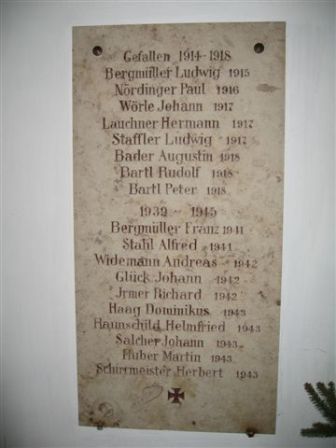 Gefallen 1914-1918
Bergmüller Ludwig 1915
Nördinger Paul 1916
Wörle Johann 1917
Lauchner Hermann 1917
Staffler Ludwig 1917
Bader Augustin 1918
Bartl Rudolf 1918
Bartl Peter 1918
1939 - 1945
Bergmüller Franz 1941
Stahl Alfred 1941
Widemann Andreas 1942
Glück Johann 1942
Jrmer Richard 1942
Haag Dominikus 1943
Haunschild Helmfried 1943
Salcher Johann 1943
Huber Martin 1943
Schirrmeister Herbert 1943